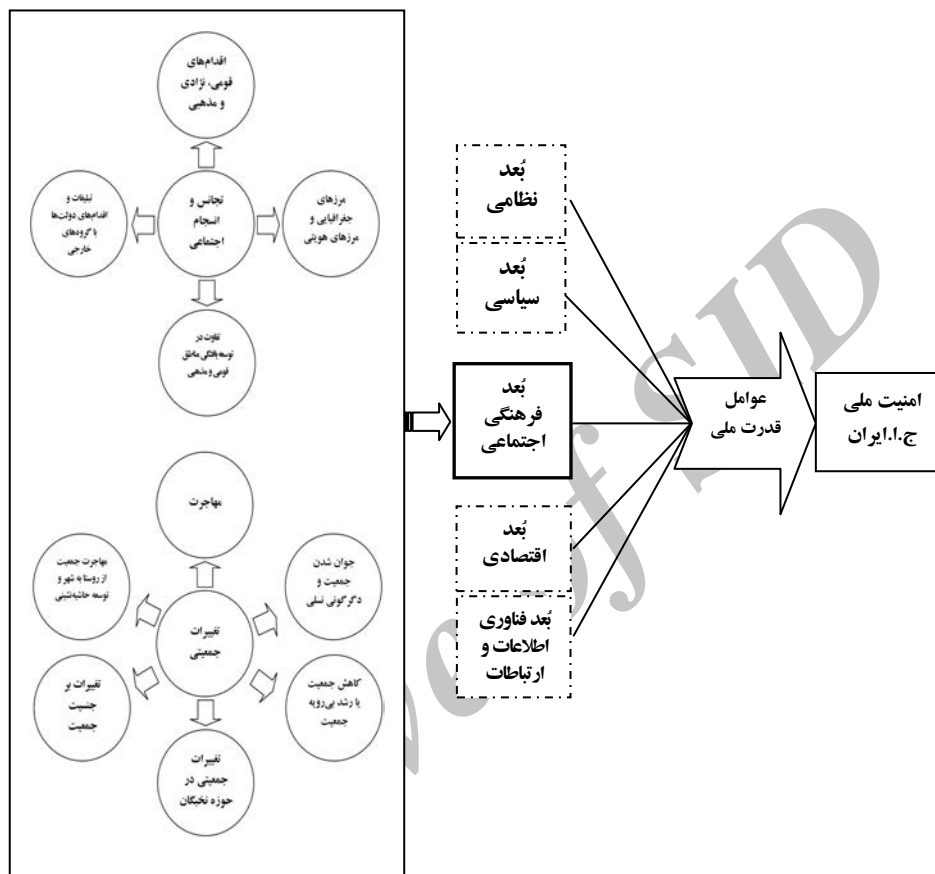 اقدام‌های
قومی، نژادی
و مذهبی
تبلیغات و
اقدام‌های دولت‌ها
یا گروه‌های
خارجی
تجانس و
انسجام
اجتماعی
مرزهای
جغرافیایی و
مرزهای هویتی
تفاوت در
توسعه یافتگی مناطق
قومی و مذهبی
مهاجرت
مهاجرت جمعیت
از روستا به شهر و
توسعه حاشیه‌نشینی
جوان شدن
جمعیت و
دگرگونی نسلی
تغییرات
جمعیتی
تغییرات بر
جنسیت
جمعیت
کاهش جمعیت
یا رشد بی‌رویه
جمعیت
تغییرات
جمعیتی در
حوزه نخبگان
بُعد
نظامی
بُعد
سیاسی
بُعد
فرهنگی
اجتماعی
بُعد
اقتصادی
بُعد فناوری
اطلاعات و
ارتباطات
عوامل
قدرت ملی
امنیت ملی
ج.ا.ایران
of SID